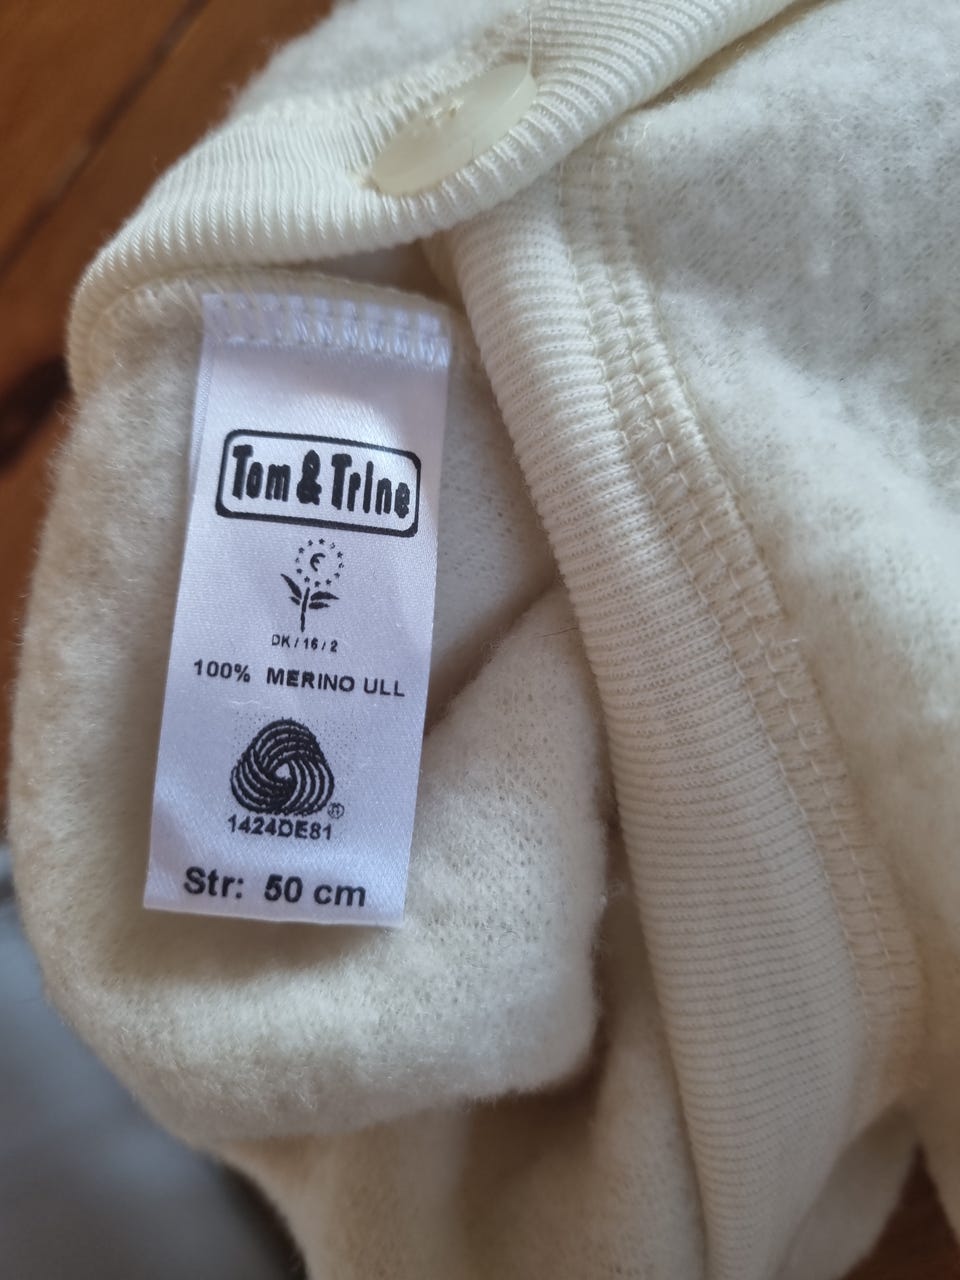 Tom & Trine
€
DK/16/2
100% MERINO ULL
®
1424DE81
Str: 50 cm